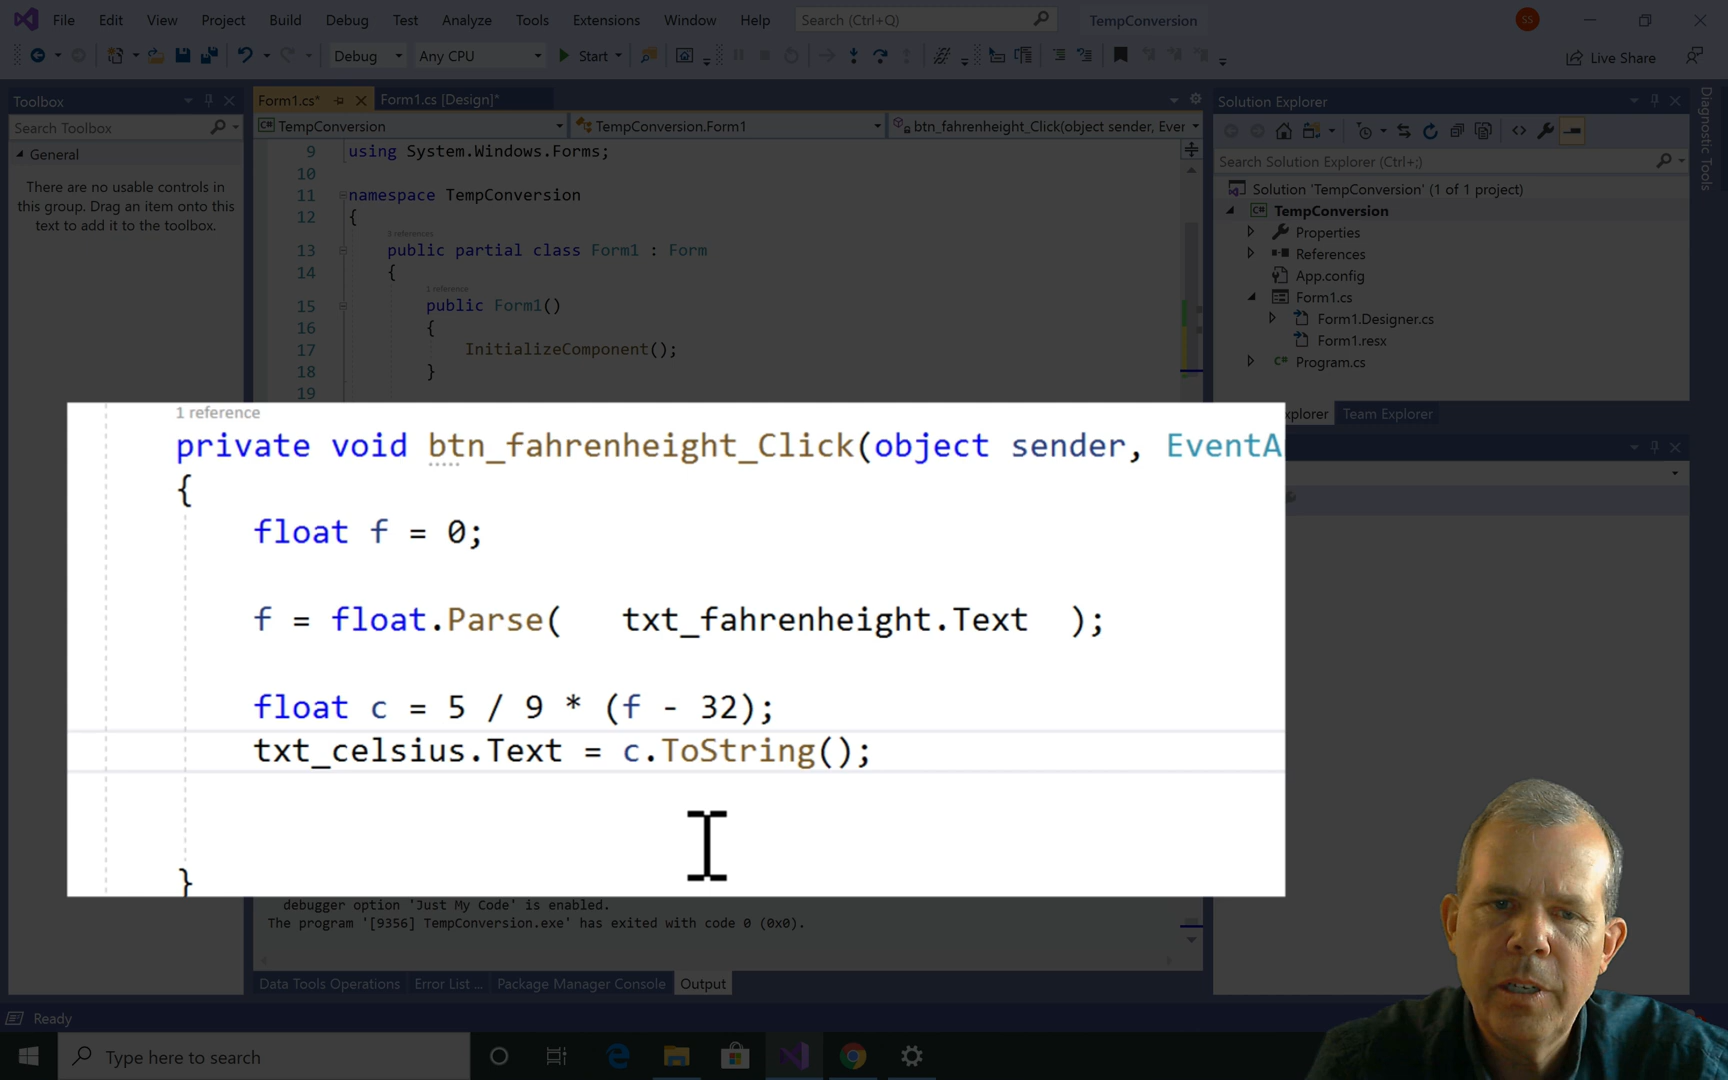 File Edit View Project Build Debug Test Analyze Tools Extensions Window Help Search (Ctrl+Q) TempConversion SS
Debug Any CPU Start Live Share
Toolbox
Search Toolbox
General
There are no usable controls in
this group. Drag an item onto this
text to add it to the toolbox.
Form1.cs* Form1.cs [Design]*
TempConversion TempConversion.Form1 btn_fahrenheight_Click(object sender, Ever
9 using System.Windows.Forms;
10
11 namespace TempConversion
12 {
3 references
13 public partial class Form1 : Form
14 {
1 reference
15 public Form1()
16 {
17 InitializeComponent();
18 }
19
1 reference
private void btn_fahrenheight_Click(object sender, EventA
{
float f = 0;
f = float.Parse( txt_fahrenheight.Text );
float c = 5 / 9 * (f - 32);
txt_celsius.Text = c.ToString();
}
debugger option 'Just My Code' is enabled.
The program '[9356] TempConversion.exe' has exited with code 0 (0x0).
Data Tools Operations Error List ... Package Manager Console Output
Solution Explorer
Search Solution Explorer (Ctrl+;)
Solution 'TempConversion' (1 of 1 project)
TempConversion
Properties
References
App.config
Form1.cs
Form1.Designer.cs
Form1.resx
Program.cs
xplorer Team Explorer
Diagnostic Tools
Ready
Type here to search